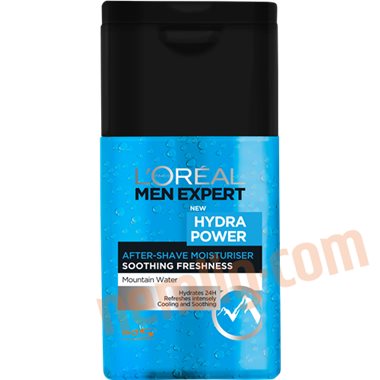 L'ORÉAL
MEN EXPERT
NEW
HYDRA
POWER
AFTER-SHAVE MOISTURISER
SOOTHING FRESHNESS
Mountain Water
Hydrates 24H
Refreshes intensely
Cooling and Soothing